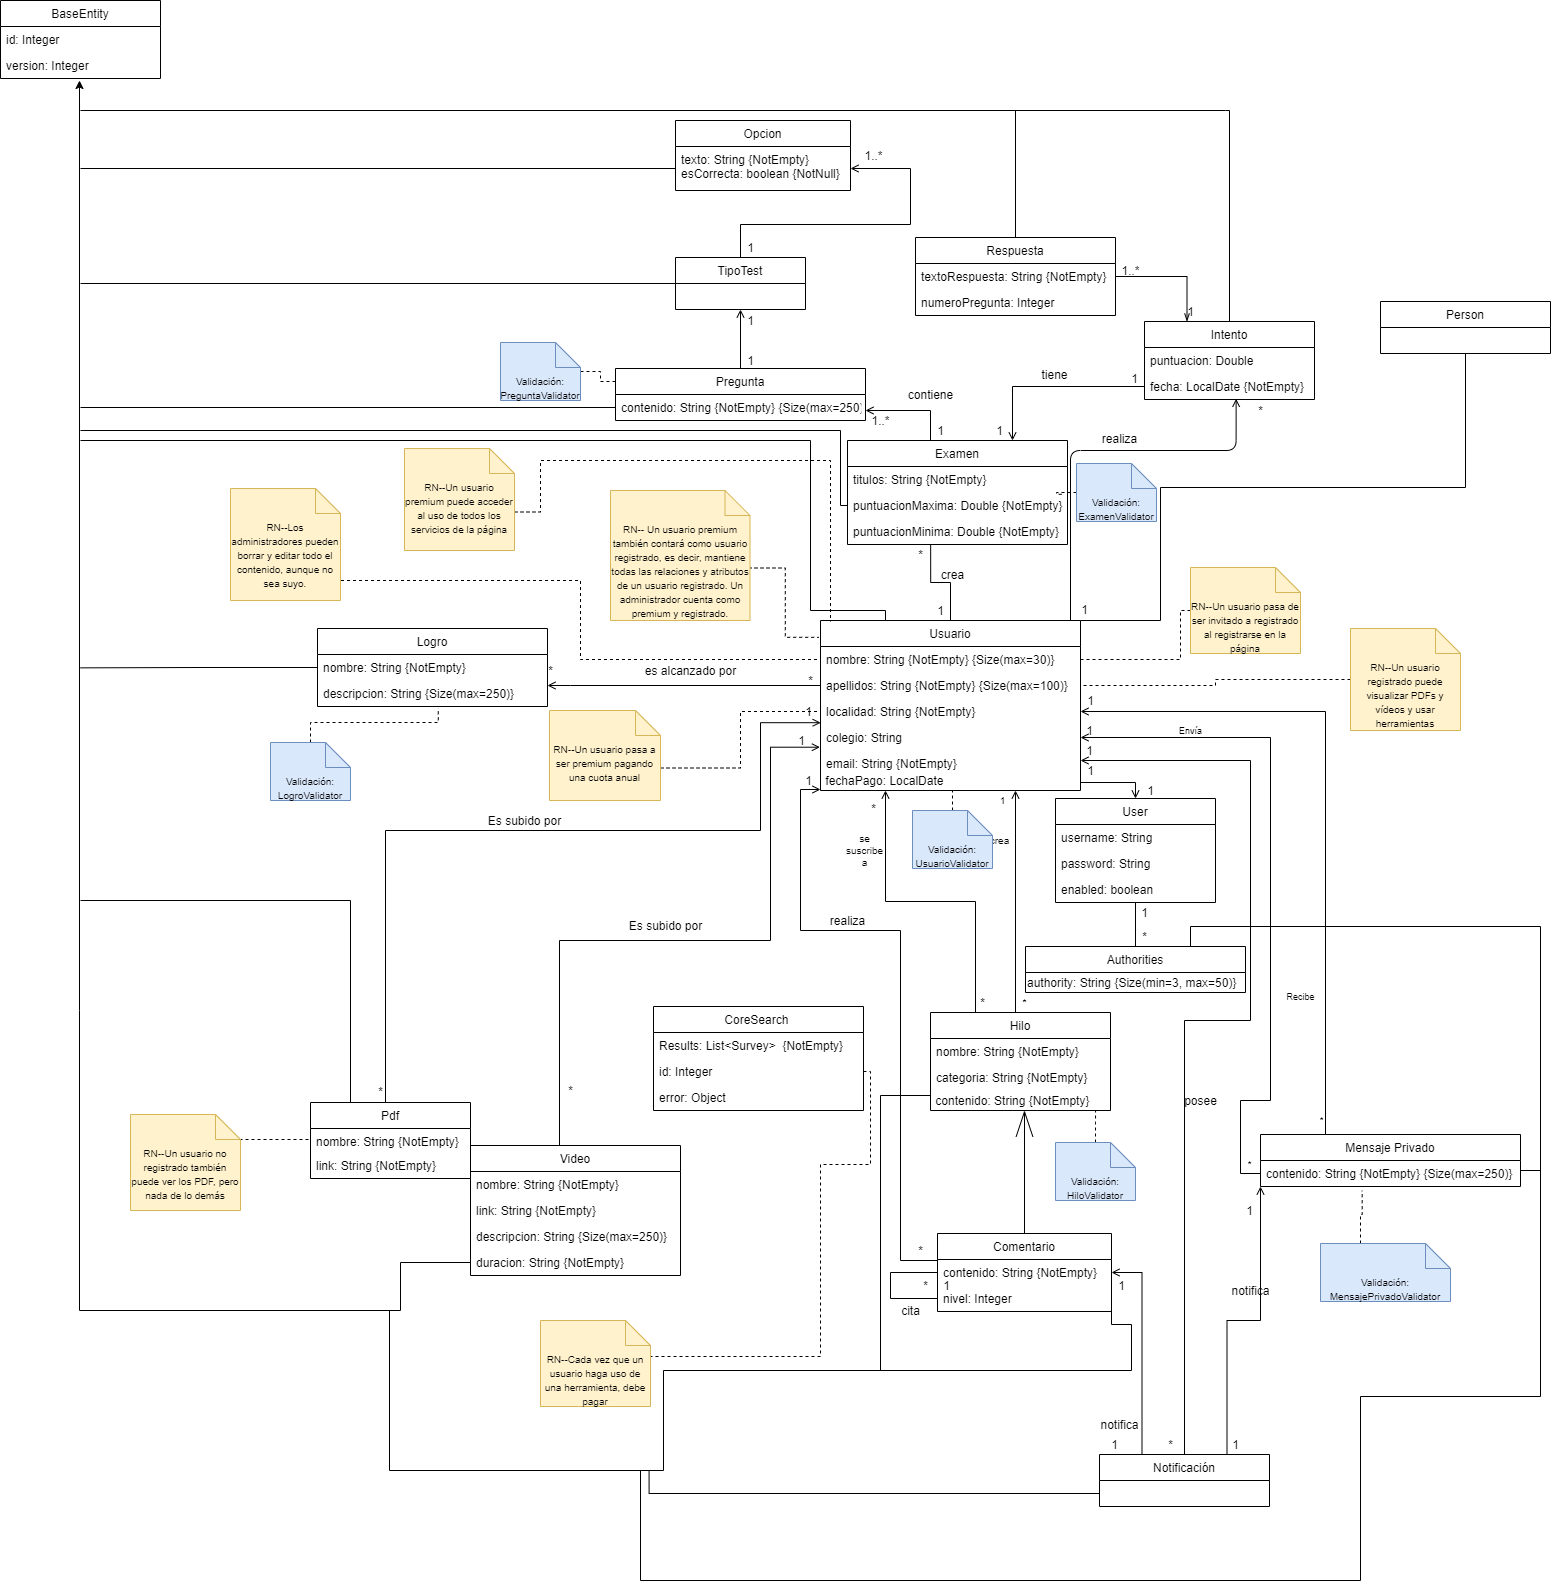 BaseEntity
id: Integer
version: Integer
Opcion
texto: String {NotEmpty}
esCorrecta: boolean {NotNull}
1..*
1
TipoTest
1
1
Respuesta
textoRespuesta: String {NotEmpty}
numeroPregunta: Integer
1..*
1
Person
Intento
puntuacion: Double
fecha: LocalDate {NotEmpty}
*
tiene
1
1
Validación:
PreguntaValidator
Pregunta
contenido: String {NotEmpty} {Size(max=250)
contiene
1..*
1
realiza
1
Examen
titulos: String {NotEmpty}
puntuacionMaxima: Double {NotEmpty}
puntuacionMinima: Double {NotEmpty}
Validación:
ExamenValidator
*
crea
1
RN--Un usuario
premium puede acceder
al uso de todos los
servicios de la página
RN--Los
administradores pueden
borrar y editar todo el
contenido, aunque no
sea suyo.
RN-- Un usuario premium
también contará como usuario
registrado, es decir, mantiene
todas las relaciones y atributos
de un usuario registrado. Un
administrador cuenta como
premium y registrado.
RN--Un usuario pasa de
ser invitado a registrado
al registrarse en la
página
RN--Un usuario
registrado puede
visualizar PDFs y
vídeos y usar
herramientas
Logro
nombre: String {NotEmpty}
descripcion: String {Size(max=250)}
*
es alcanzado por
*
Validación:
LogroValidator
RN--Un usuario pasa a
ser premium pagando
una cuota anual
Usuario
nombre: String {NotEmpty} {Size(max=30)}
apellidos: String {NotEmpty} {Size(max=100)}
localidad: String {NotEmpty}
colegio: String
email: String {NotEmpty}
fechaPago: LocalDate
1
1
1
1
1
1
1
Envía
1
User
username: String
password: String
enabled: boolean
1
*
Authorities
authority: String {Size(min=3, max=50)}
Validación:
UsuarioValidator
*
se
suscribe
a
1
crea
Es subido por
Es subido por
realiza
*
*
Recibe
CoreSearch
Results: List<Survey>  {NotEmpty}
id: Integer
error: Object
Hilo
nombre: String {NotEmpty}
categoria: String {NotEmpty}
contenido: String {NotEmpty}
Validación:
HiloValidator
posee
*
*
Pdf
nombre: String {NotEmpty}
link: String {NotEmpty}
RN--Un usuario no
registrado también
puede ver los PDF, pero
nada de lo demás
Video
nombre: String {NotEmpty}
link: String {NotEmpty}
descripcion: String {Size(max=250)}
duracion: String {NotEmpty}
*
*
Mensaje Privado
contenido: String {NotEmpty} {Size(max=250)}
1
Validación:
MensajePrivadoValidator
Comentario
contenido: String {NotEmpty}
nivel: Integer
*
*
1
cita
1
notifica
RN--Cada vez que un
usuario haga uso de
una herramienta, debe
pagar
notifica
1
*
1
Notificación